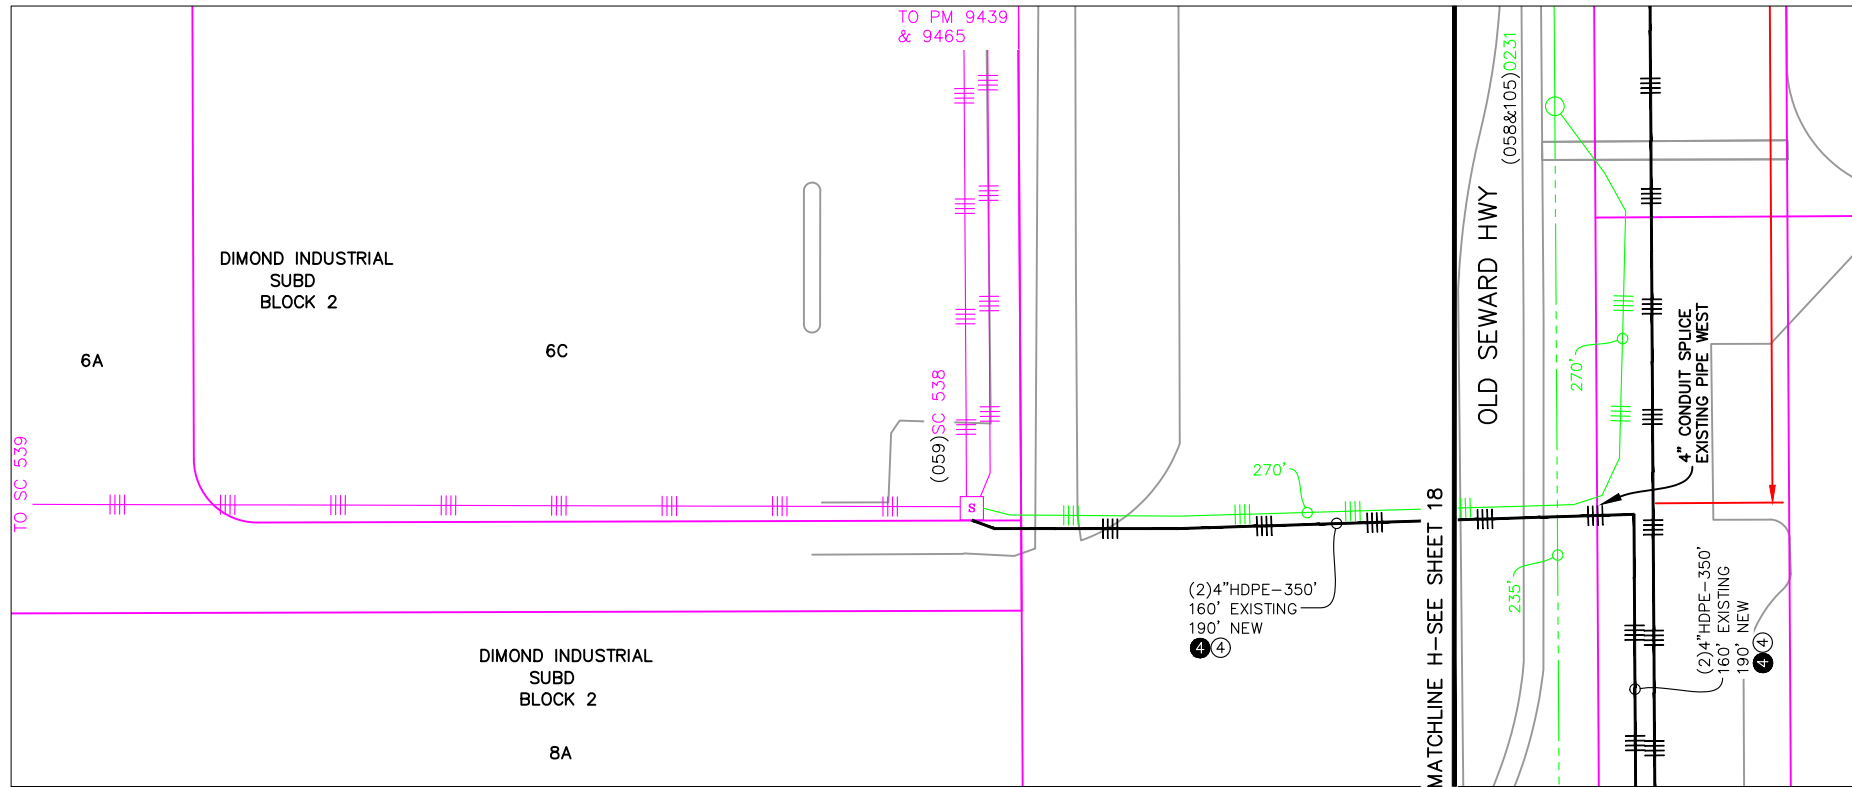 TO PM 9439
& 9465
DIMOND INDUSTRIAL
SUBD
BLOCK 2
6A
6C
TO SC 539
(059)SC 538
270'
(2)4"HDPE-350'
160' EXISTING
190' NEW
4 4
DIMOND INDUSTRIAL
SUBD
BLOCK 2
8A
S
MATCHLINE H-SEE SHEET 18
OLD SEWARD HWY
(058&105)0231
270'
235'
4" CONDUIT SPLICE
EXISTING PIPE WEST
(2)4"HDPE-350'
160' EXISTING
190' NEW
4 4